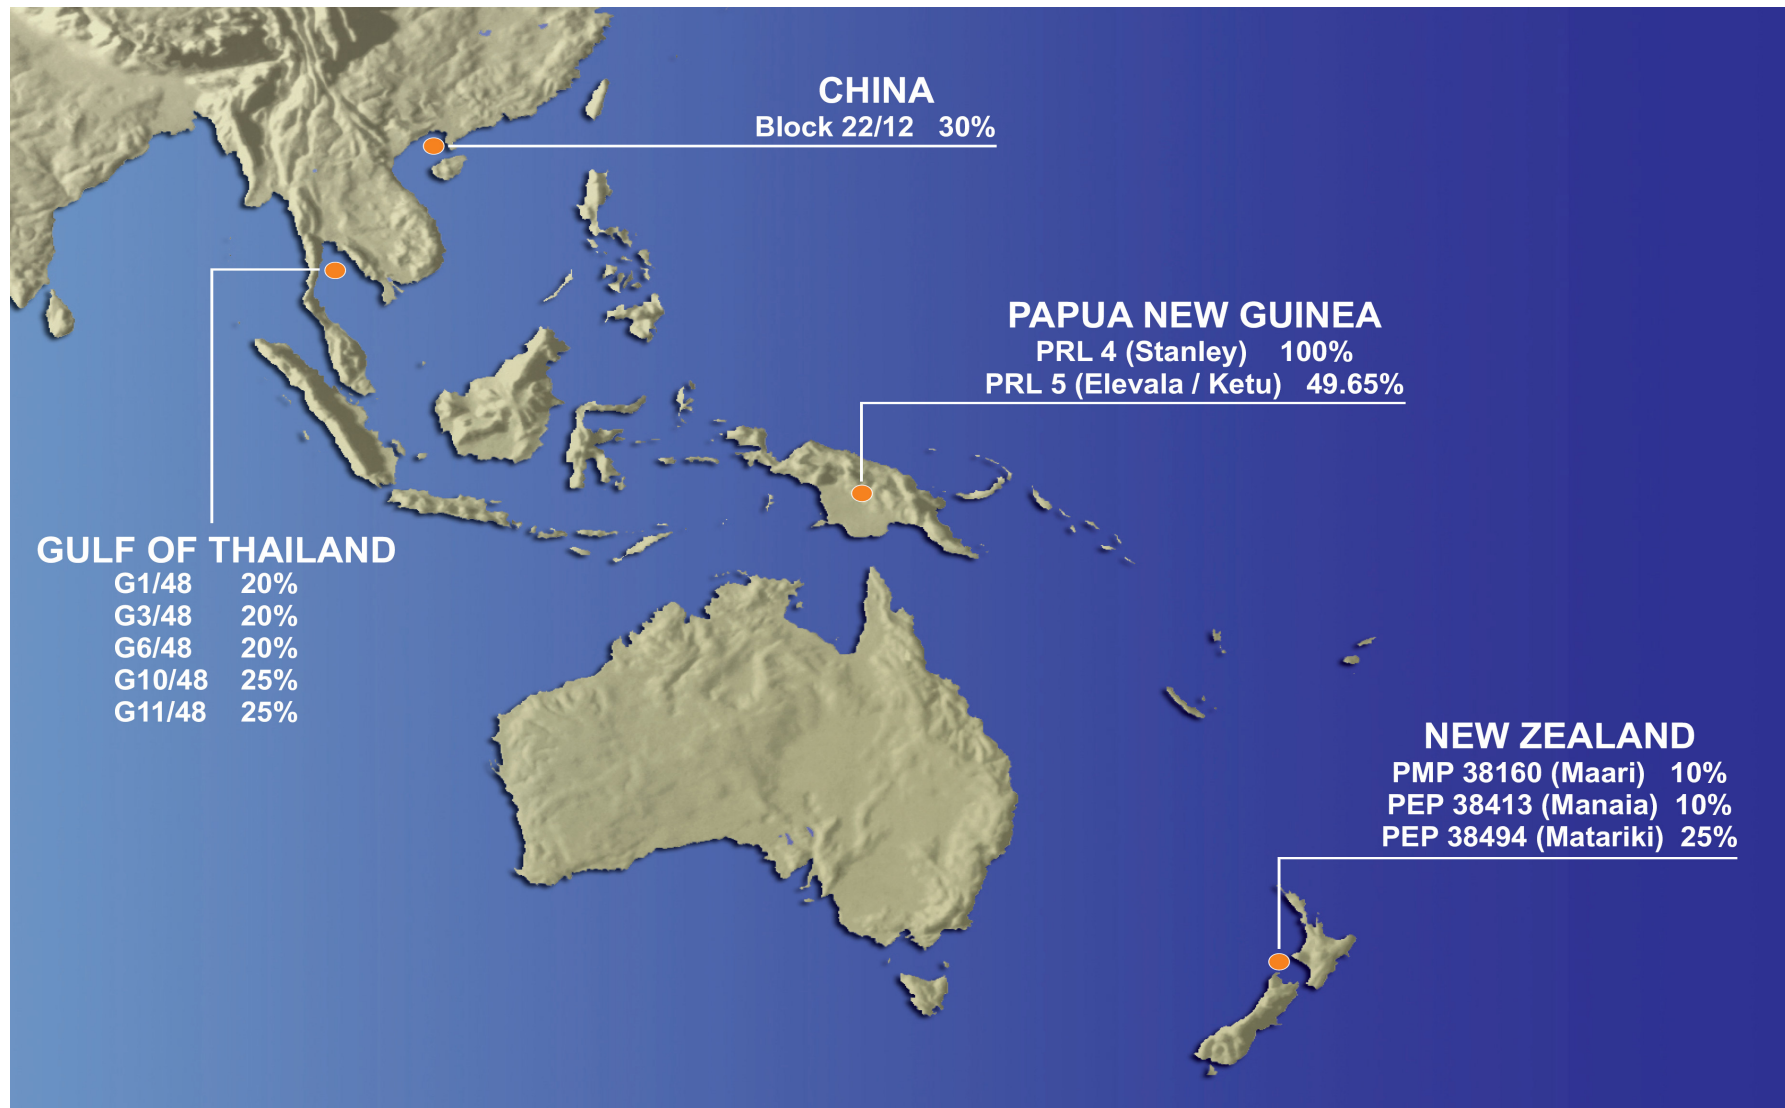 CHINA
Block 22/12 30%
PAPUA NEW GUINEA
PRL 4 (Stanley) 100%
PRL 5 (Elevala / Ketu) 49.65%
GULF OF THAILAND
G1/48 20%
G3/48 20%
G6/48 20%
G10/48 25%
G11/48 25%
NEW ZEALAND
PMP 38160 (Maari) 10%
PEP 38413 (Manaia) 10%
PEP 38494 (Matariki) 25%